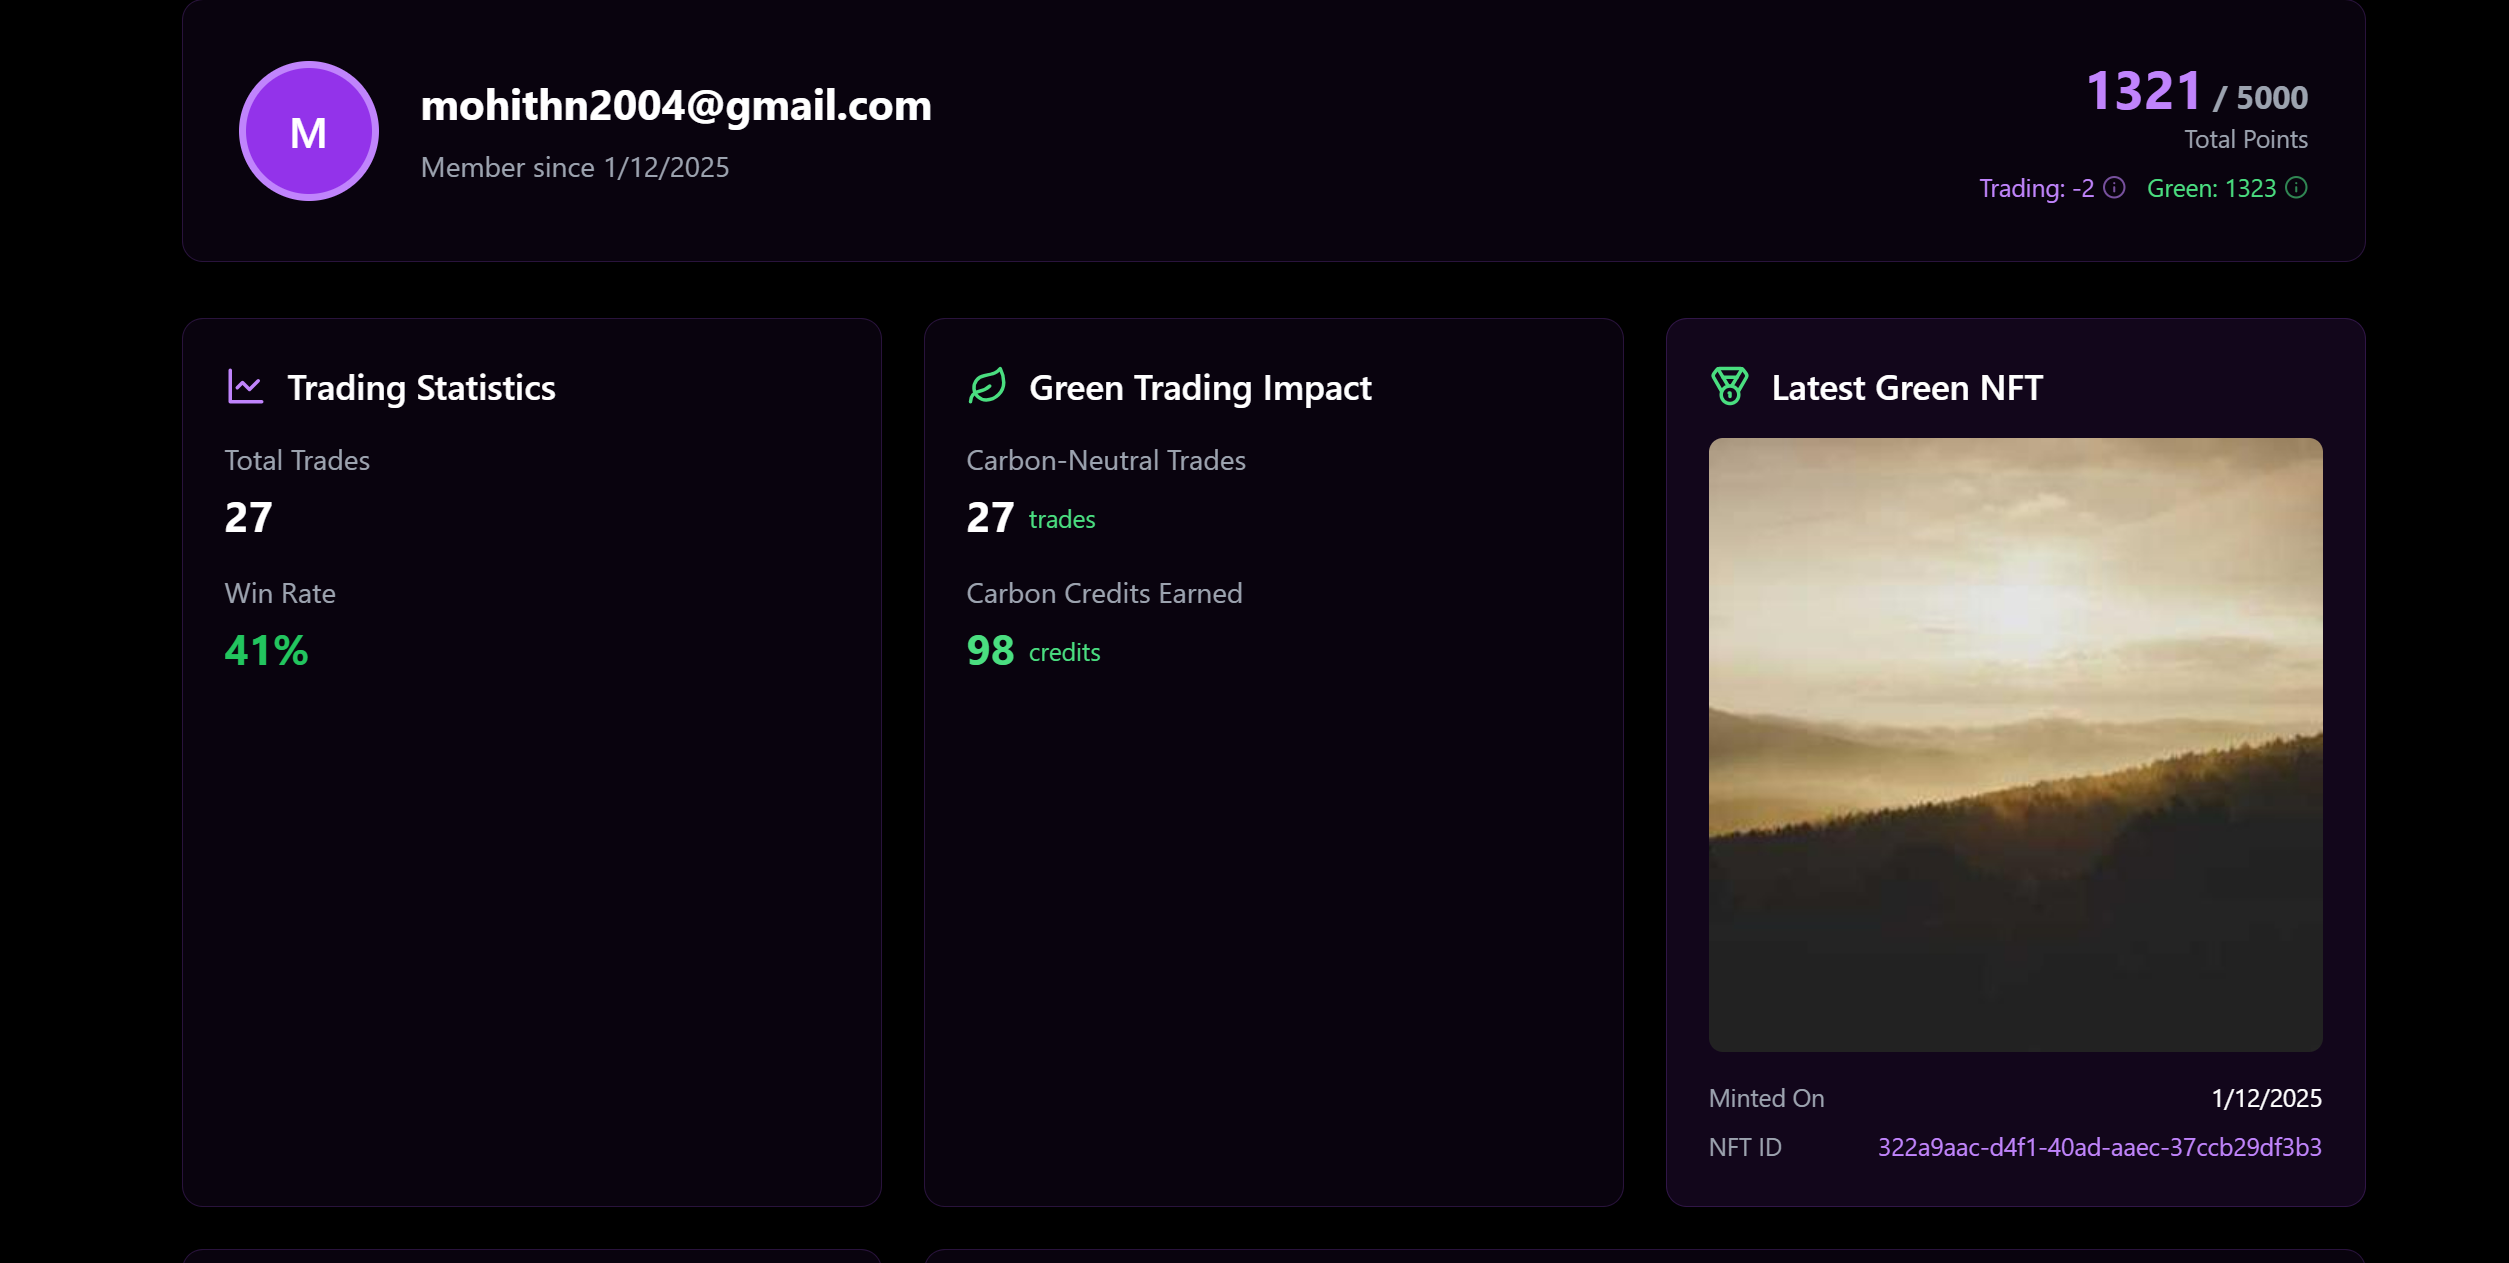 M
mohithn2004@gmail.com
Member since 1/12/2025
1321 / 5000
Total Points
Trading: -2 Green: 1323
Trading Statistics
Total Trades
27
Win Rate
41%
Green Trading Impact
Carbon-Neutral Trades
27 trades
Carbon Credits Earned
98 credits
Latest Green NFT
Minted On 1/12/2025
NFT ID 322a9aac-d4f1-40ad-aaec-37ccb29df3b3